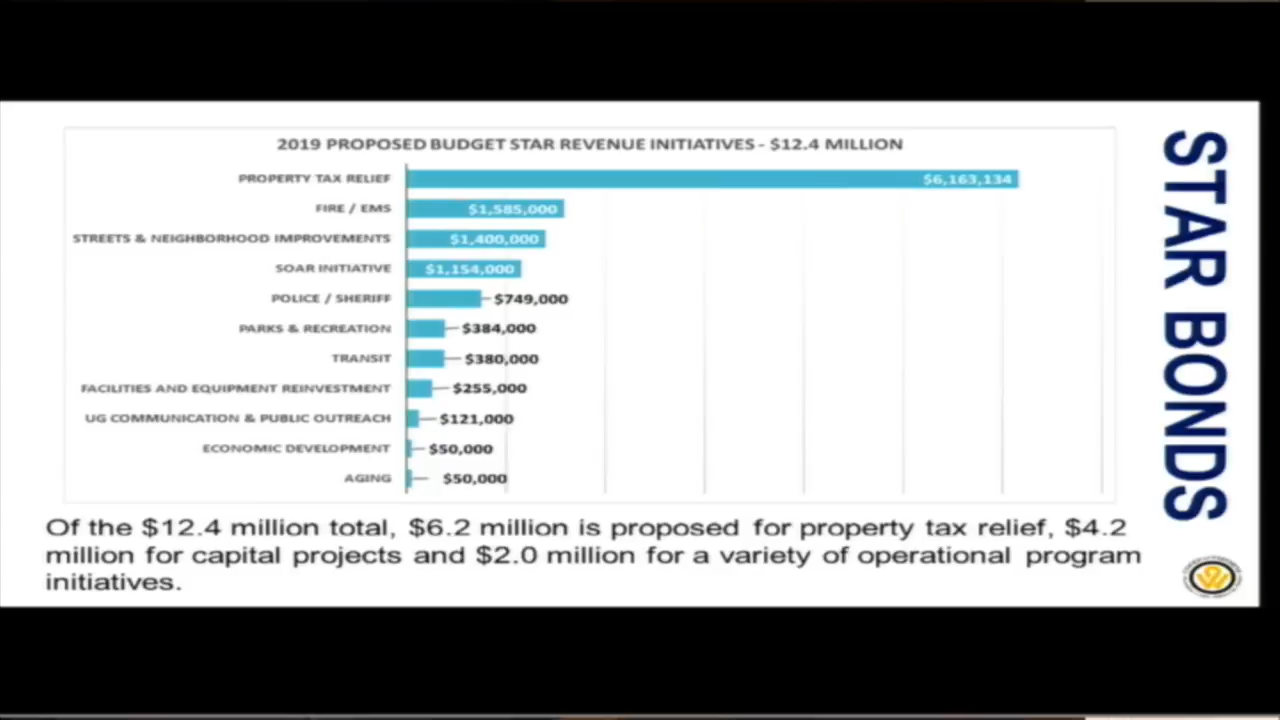 2019 PROPOSED BUDGET STAR REVENUE INITIATIVES - $12.4 MILLION
PROPERTY TAX RELIEF $6,163,134
FIRE / EMS $1,585,000
STREETS & NEIGHBORHOOD IMPROVEMENTS $1,400,000
SOAR INITIATIVE $1,154,000
POLICE / SHERIFF $749,000
PARKS & RECREATION $384,000
TRANSIT $380,000
FACILITIES AND EQUIPMENT REINVESTMENT $255,000
UG COMMUNICATION & PUBLIC OUTREACH $121,000
ECONOMIC DEVELOPMENT $50,000
AGING $50,000
Of the $12.4 million total, $6.2 million is proposed for property tax relief, $4.2
million for capital projects and $2.0 million for a variety of operational program
initiatives.
STAR BONDS